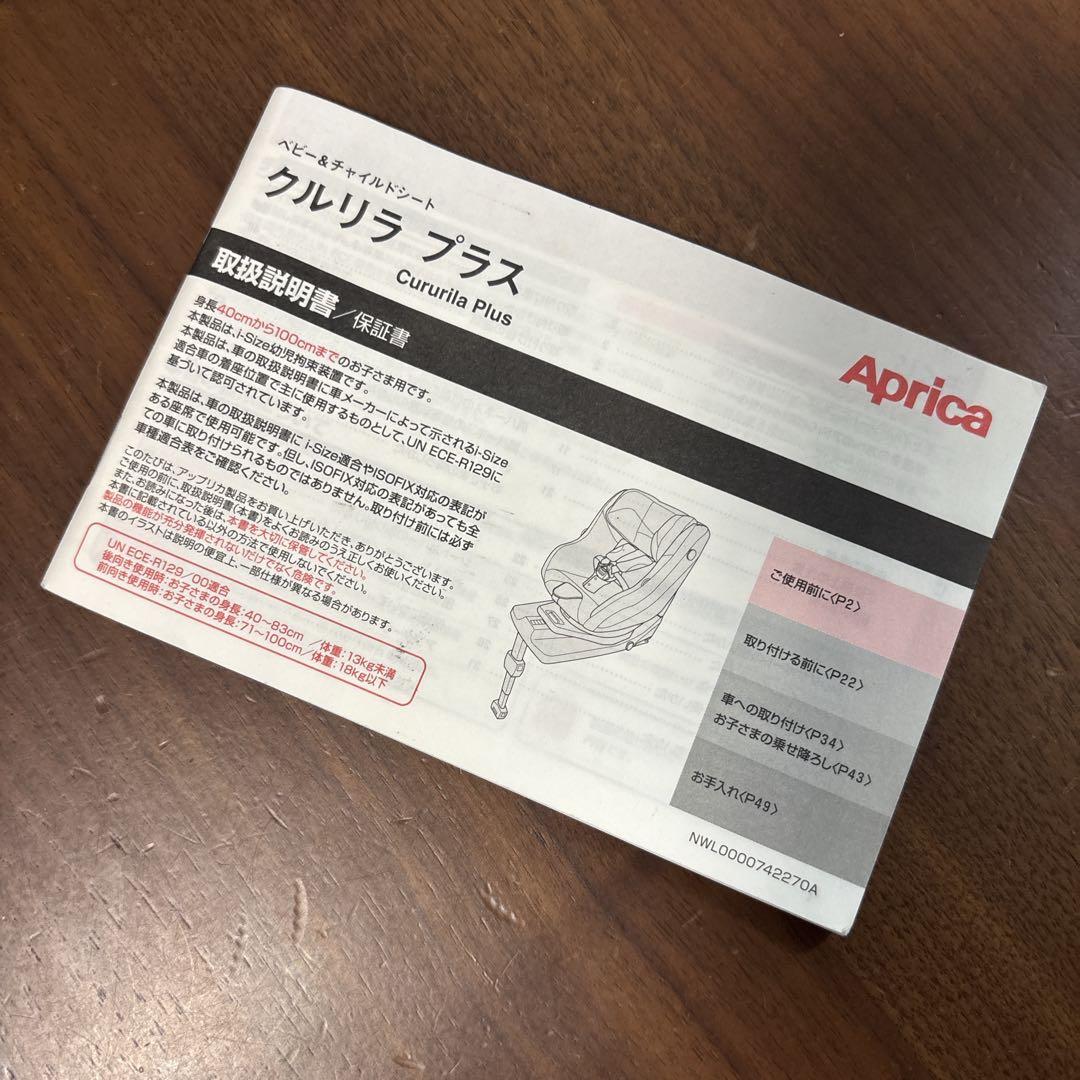 ベビー＆チャイルドシート
クルリラ プラス
Cururila Plus
取扱説明書／保証書
Aprica
身長40cmから100cmまでのお子さま用です。
本製品は、i-Size幼児拘束装置です。
本製品は、車の取扱説明書に車メーカーによって示されるi-Size
適合車の着座位置で主に使用するものとして、UN ECE-R129に
基づいて認可されています。
本製品は、車の取扱説明書に i-Size適合やISOFIX対応の表記が
ある座席で使用可能です。但し、ISOFIX対応の表記があっても全
ての車に取り付けられるものではありません。取り付け前には必ず
車種適合表をご確認ください。
このたびは、アップリカ製品をお買い上げいただき、ありがとうございます。
ご使用の前に、取扱説明書（本書）をよくお読みのうえ正しくお使いください。
また、お読みになった後は、本書を大切に保管してください。
本書に記載されている以外の方法で使用しないでください。
製品の機能が充分発揮されないだけでなく危険です。
本書のイラストは説明の便宜上、一部仕様が異なる場合があります。
UN ECE-R129／00適合
後向き使用時：お子さまの身長：40～83cm ／体重：13kg未満
前向き使用時：お子さまの身長：71～100cm／体重：18kg以下
ご使用前に〈P2〉
取り付ける前に〈P22〉
車への取り付け〈P34〉
お子さまの乗せ降ろし〈P43〉
お手入れ〈P49〉
NWL0000742270A